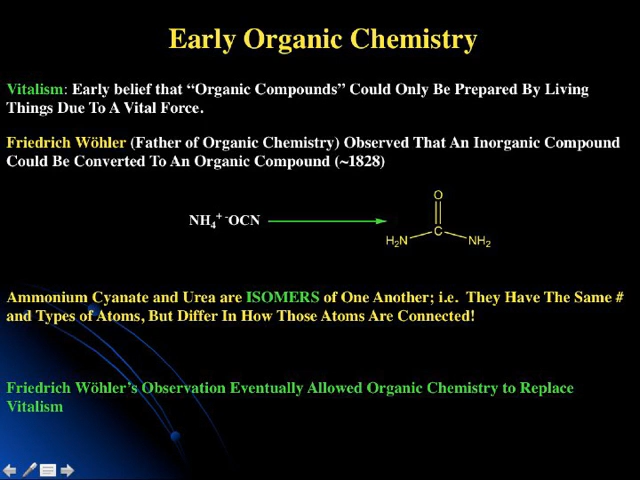 Early Organic Chemistry
Vitalism: Early belief that “Organic Compounds” Could Only Be Prepared By Living
Things Due To A Vital Force.
Friedrich Wöhler (Father of Organic Chemistry) Observed That An Inorganic Compound
Could Be Converted To An Organic Compound (~1828)
NH₄⁺ ⁻OCN
O
C
H₂N NH₂
Ammonium Cyanate and Urea are ISOMERS of One Another; i.e. They Have The Same #
and Types of Atoms, But Differ In How Those Atoms Are Connected!
Friedrich Wöhler’s Observation Eventually Allowed Organic Chemistry to Replace
Vitalism